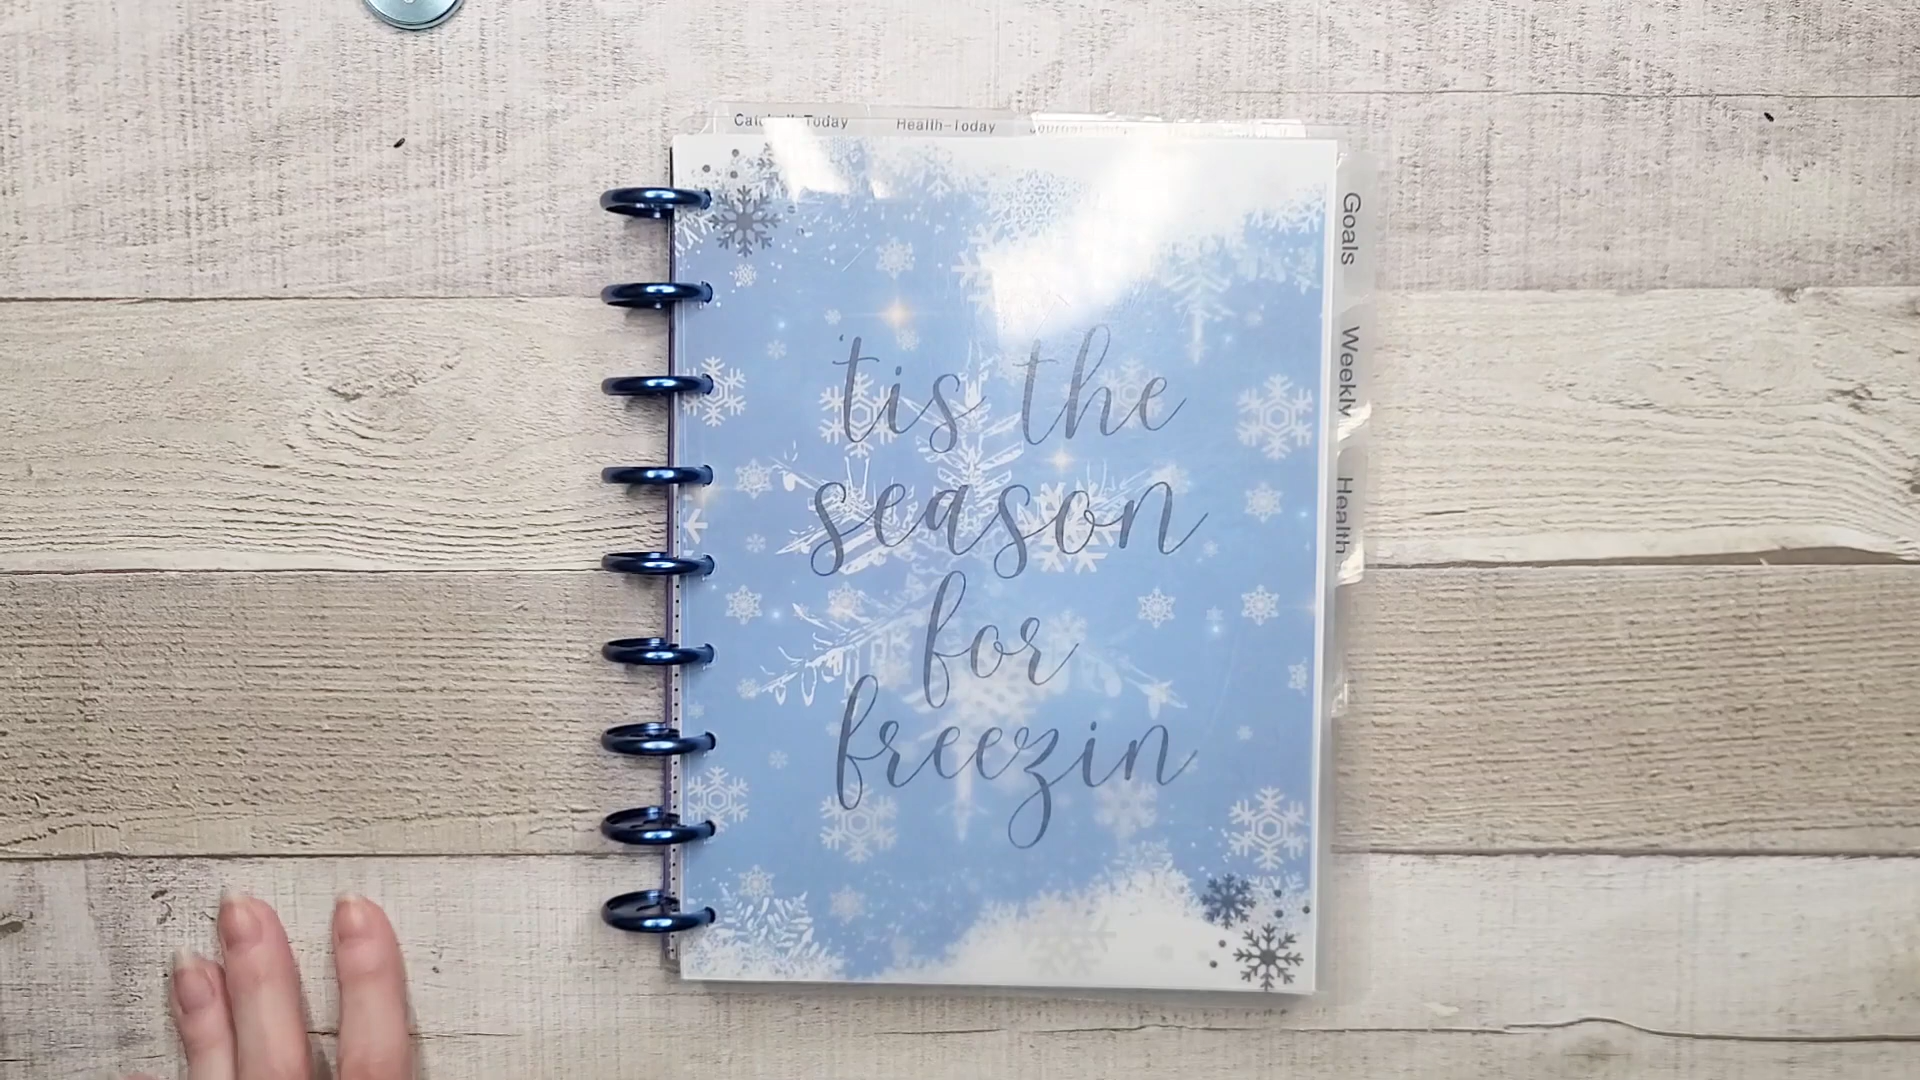 Health-Today
'tis the
season
for
freezin
Goals
Weekly
Health